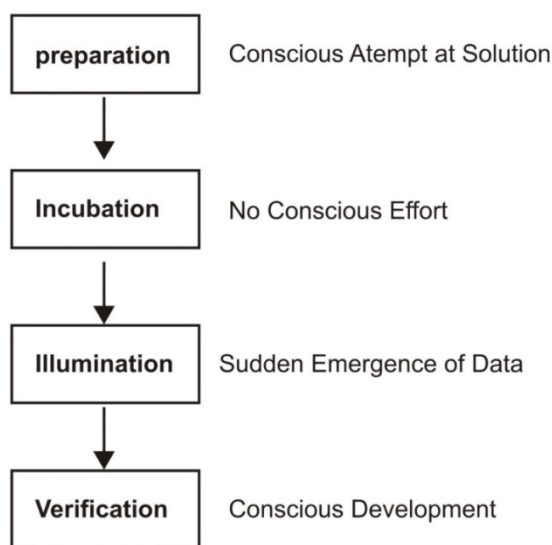 preparation Conscious Atempt at Solution
Incubation No Conscious Effort
Illumination Sudden Emergence of Data
Verification Conscious Development